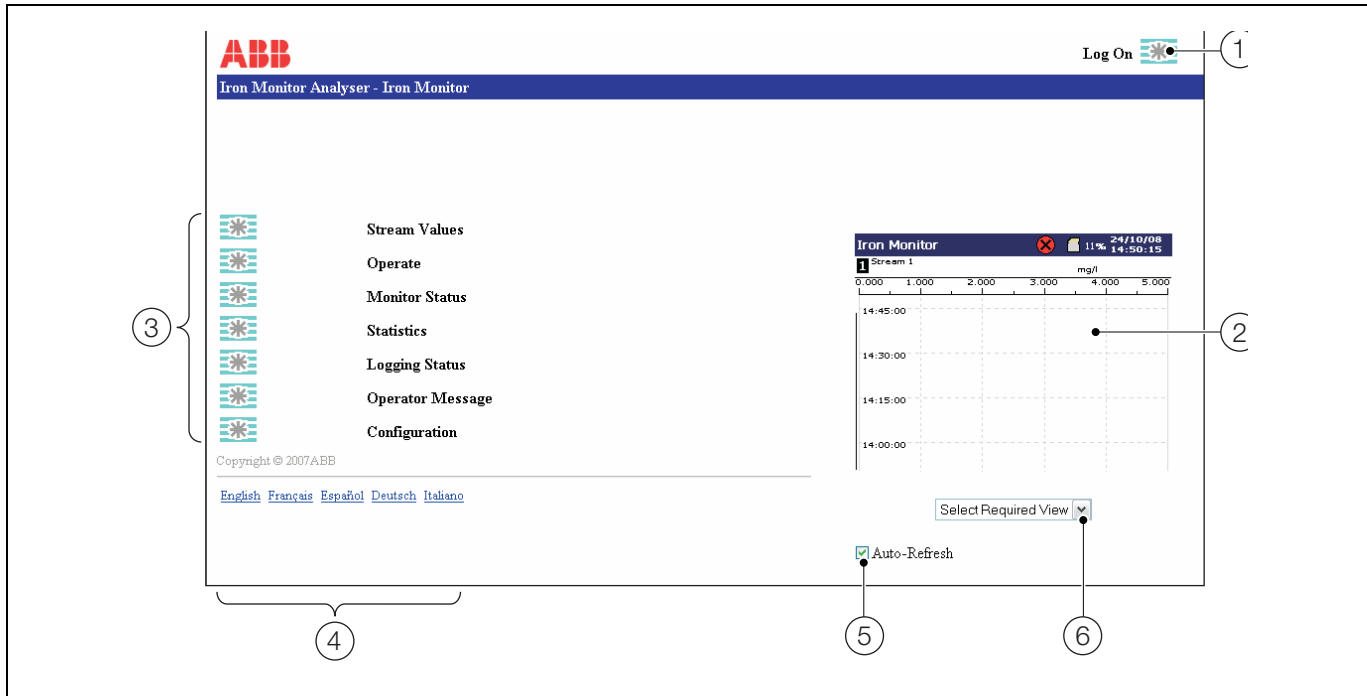 ABB
Log On
1
Iron Monitor Analyser - Iron Monitor
3
Stream Values
Operate
Monitor Status
Statistics
Logging Status
Operator Message
Configuration
Copyright © 2007ABB
English Français Español Deutsch Italiano
4
Iron Monitor 11% 24/10/08 14:50:15
1 Stream 1
mg/l
0.000 1.000 2.000 3.000 4.000 5.000
14:45:00
2
14:30:00
14:15:00
14:00:00
Select Required View
Auto-Refresh
5
6